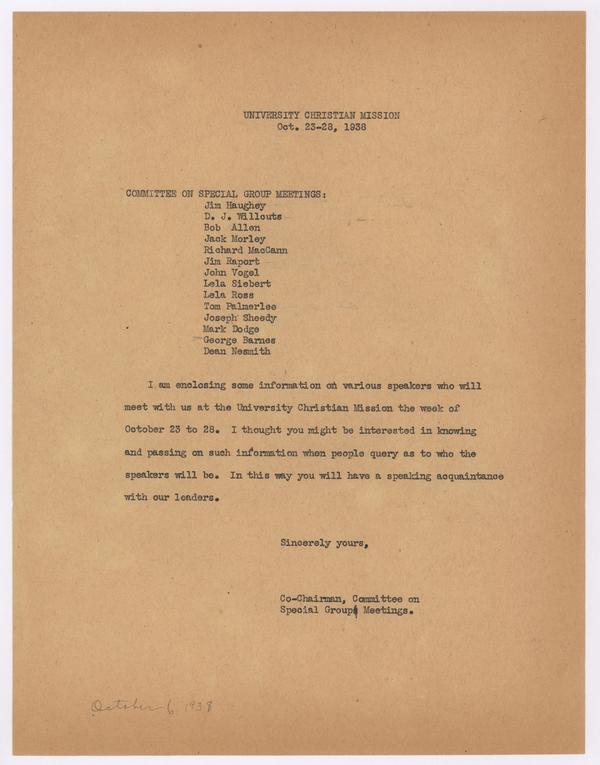 UNIVERSITY CHRISTIAN MISSION
Oct. 23-28, 1938
COMMITTEE ON SPECIAL GROUP MEETINGS:
Jim Haughey
D. J. Willcuts
Bob Allen
Jack Morley
Richard MacCann
Jim Raport
John Vogel
Lela Siebert
Lela Ross
Tom Palmerlee
Joseph Sheedy
Mark Dodge
George Barnes
Dean Nesmith
I am enclosing some information on various speakers who will
meet with us at the University Christian Mission the week of
October 23 to 28. I thought you might be interested in knowing
and passing on such information when people query as to who the
speakers will be. In this way you will have a speaking acquaintance
with our leaders.
Sincerely yours,
Co-Chairman, Committee on
Special Group Meetings.
October 6, 1938